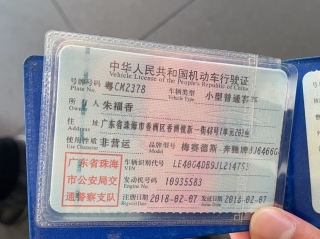 中华人民共和国机动车行驶证
Vehicle License of the People's Republic of China
号牌号码 粤CMZ378 车辆类型 小型普通客车
Plate No. Vehicle Type
所有人 朱福香
Owner
住址 广东省珠海市香洲区香洲
Address
使用性质 非营运 品牌型号 梅赛德斯-奔驰牌
Use Character
广东省珠海
市公安局交
通警察支队
车辆识别代号
VIN
发动机号码 10935583
Engine No.
注册日期 2018-02-07 发证日期 2018-02-07
Register Date Issue Date